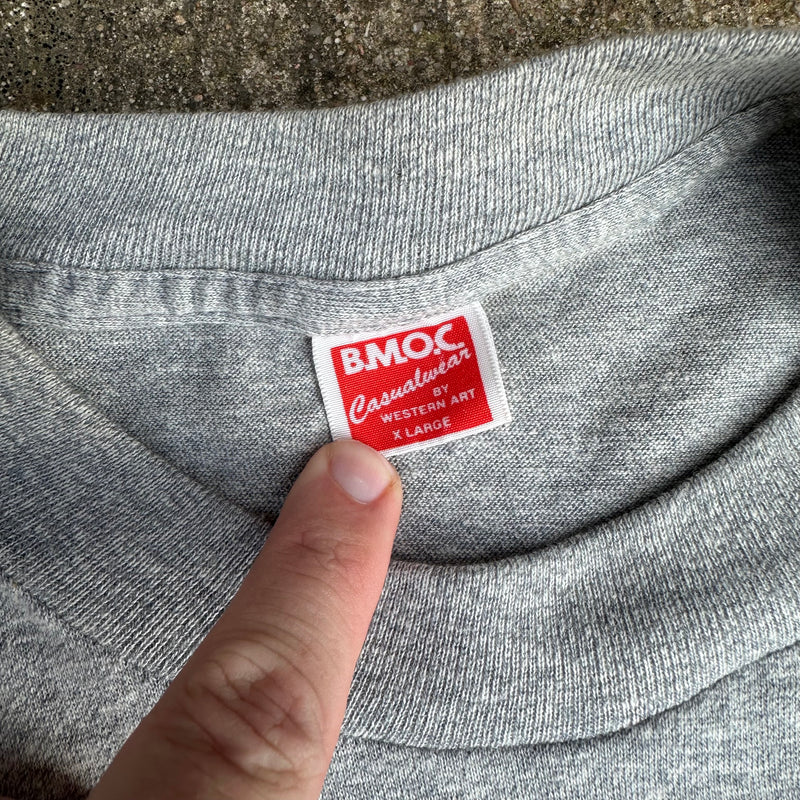 B.M.O.C.
Casualwear
BY
WESTERN ART
X LARGE